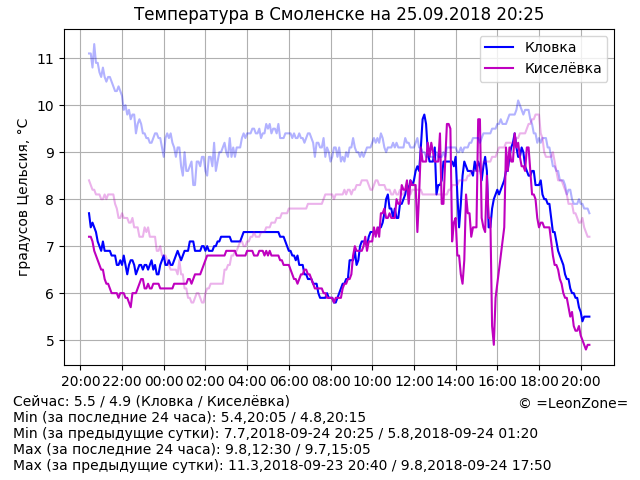 Температура в Смоленске на 25.09.2018 20:25
Кловка
Киселёвка
градусов Цельсия, °C
11
10
9
8
7
6
5
20:00 22:00 00:00 02:00 04:00 06:00 08:00 10:00 12:00 14:00 16:00 18:00 20:00
Сейчас: 5.5 / 4.9 (Кловка / Киселёвка)
© =LeonZone=
Min (за последние 24 часа): 5.4,20:05 / 4.8,20:15
Min (за предыдущие сутки): 7.7,2018-09-24 20:25 / 5.8,2018-09-24 01:20
Max (за последние 24 часа): 9.8,12:30 / 9.7,15:05
Max (за предыдущие сутки): 11.3,2018-09-23 20:40 / 9.8,2018-09-24 17:50